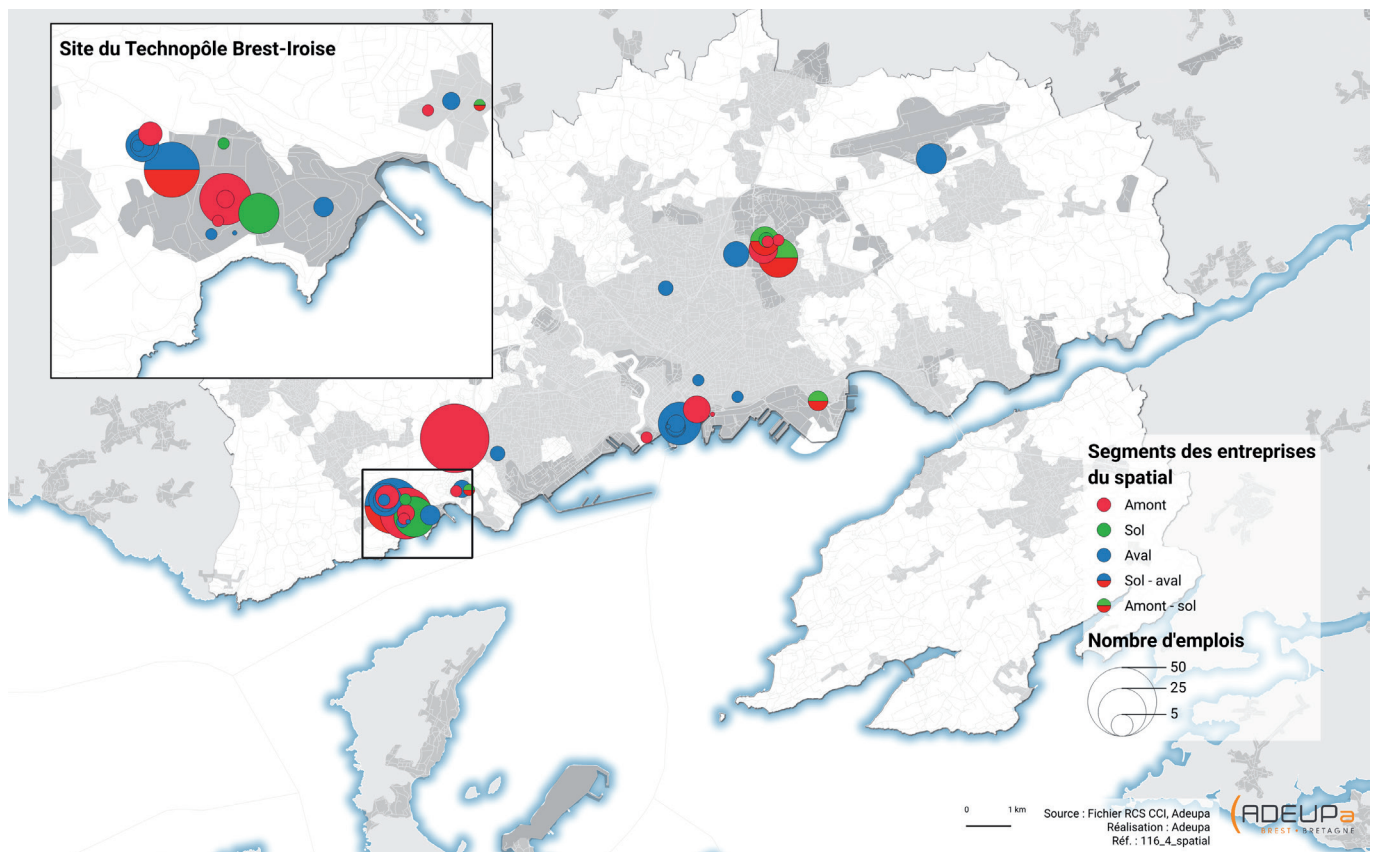 Site du Technopôle Brest-Iroise
Segments des entreprises
du spatial
Amont
Sol
Aval
Sol - aval
Amont - sol
Nombre d'emplois
50
25
5
0 1 km
Source : Fichier RCS CCI, Adeupa
Réalisation : Adeupa
Réf. : 116_4_spatial
ADEUPa
BREST • BRETAGNE